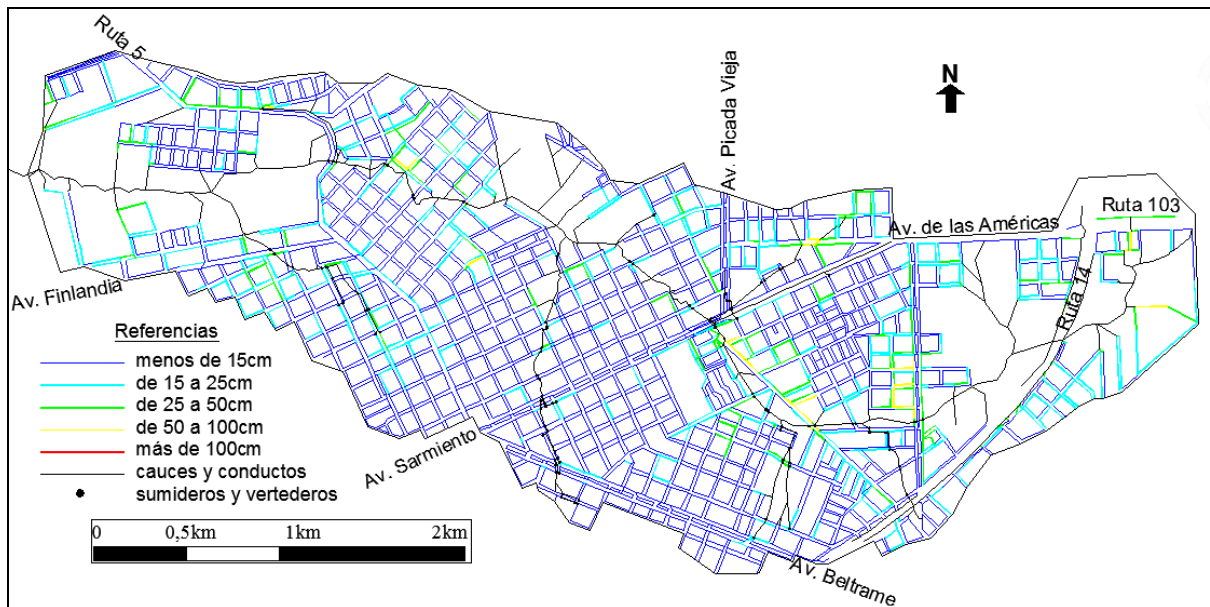 Ruta 5
Av. Picada Vieja
N
Ruta 103
Av. de las Américas
Ruta 14
Av. Finlandia
Av. Sarmiento
Av. Beltrame
Referencias
menos de 15cm
de 15 a 25cm
de 25 a 50cm
de 50 a 100cm
más de 100cm
cauces y conductos
sumideros y vertederos
0 0,5km 1km 2km